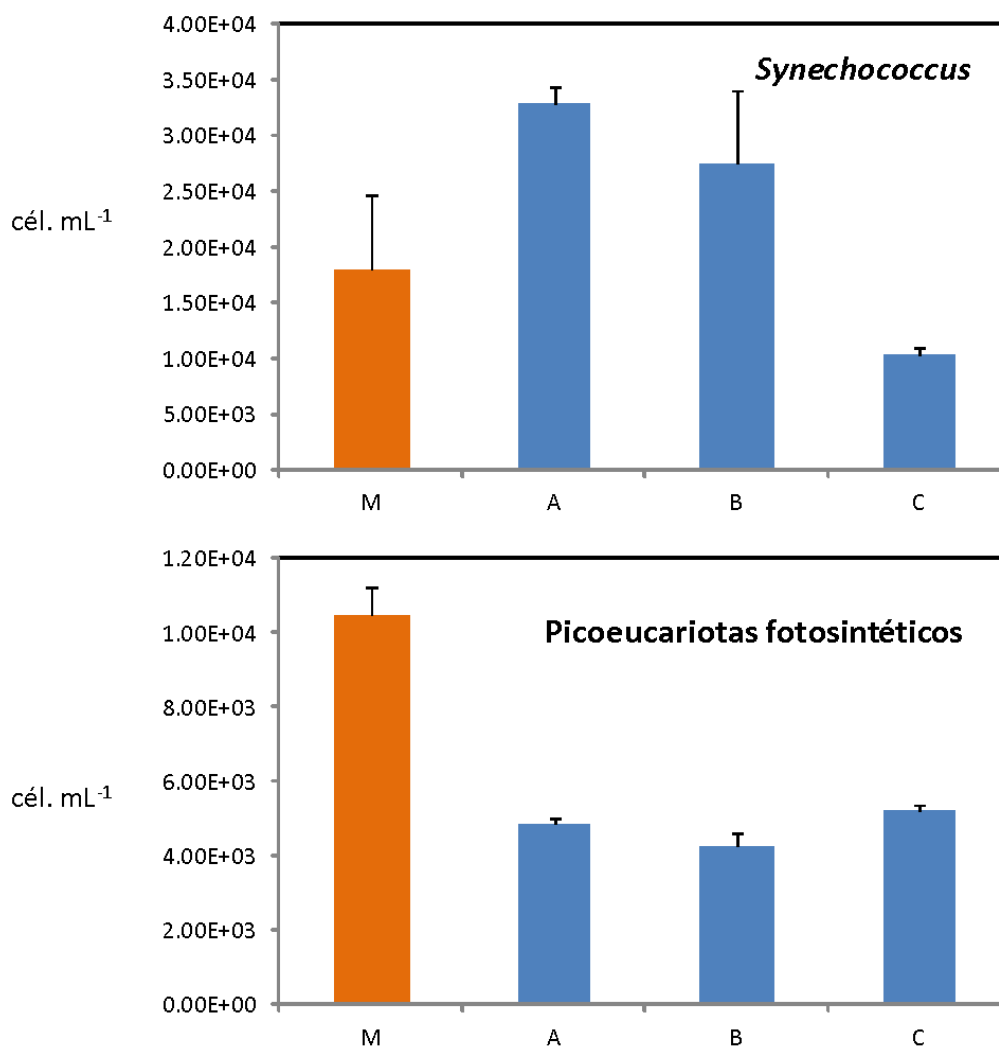 4.00E+04
Synechococcus
3.50E+04
3.00E+04
2.50E+04
cél. mL-1
2.00E+04
1.50E+04
1.00E+04
5.00E+03
0.00E+00
M A B C
1.20E+04
Picoeucariotas fotosintéticos
1.00E+04
8.00E+03
6.00E+03
cél. mL-1
4.00E+03
2.00E+03
0.00E+00
M A B C